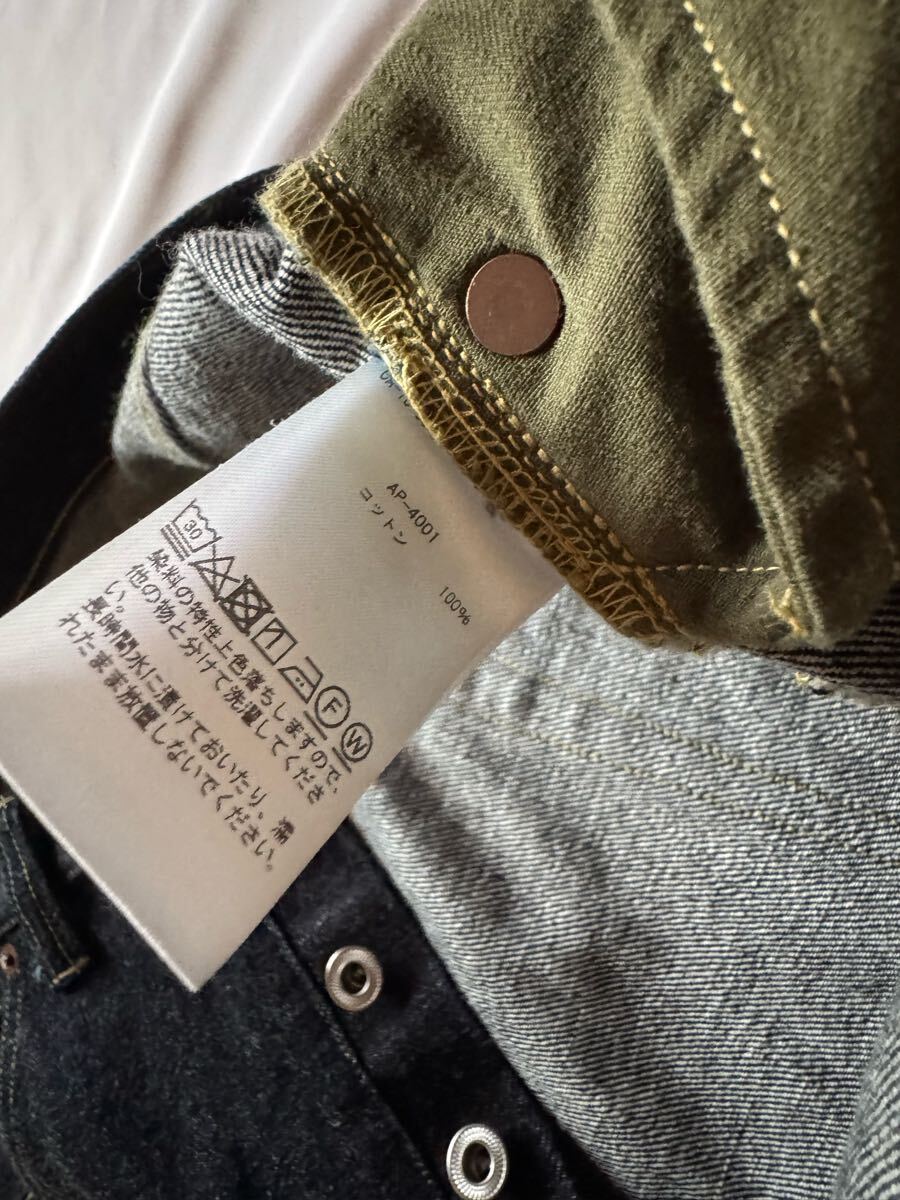 AP-4001
コットン 100%
30
F
W
染料の特性上色落ちしますので、
他の物と分けて洗濯してくださ
い。長時間水に漬けておいたり、濡
れたまま放置しないでください。